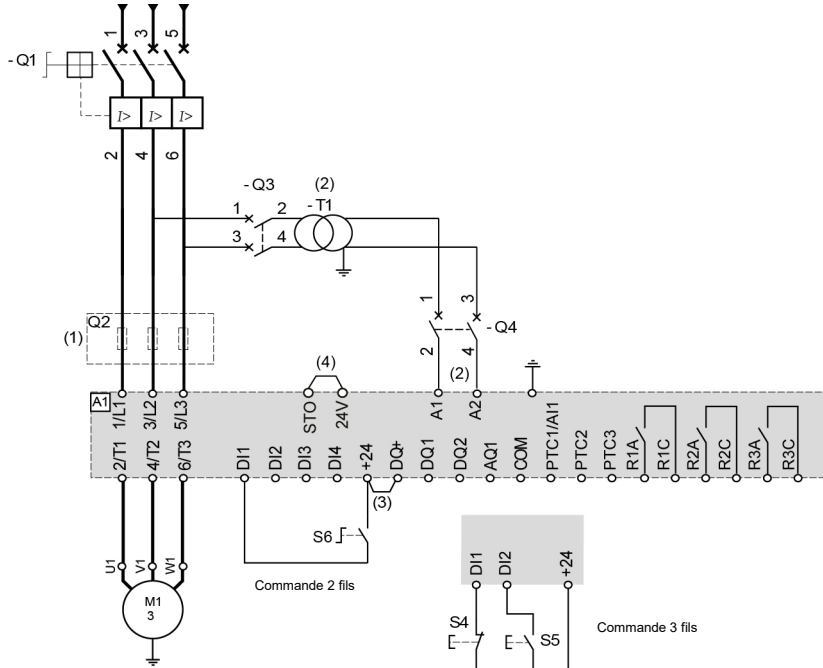 1 3 5
-Q1
I> I> I>
2 4 6
-Q3 (2)
1 2 -T1
3 4
1 3
Q2
(1)
-Q4
2 4
(4)
(2)
A1
1/L1 3/L2 5/L3 STO 24V A1 A2
2/T1 4/T2 6/T3 DI1 DI2 DI3 DI4 +24 DQ+ DQ1 DQ2 AQ1 COM PTC1/AI1 PTC2 PTC3 R1A R1C R2A R2C R3A R3C
(3)
S6
U1 V1 W1
Commande 2 fils
DI1 DI2 +24
M1
3
S4 S5
Commande 3 fils